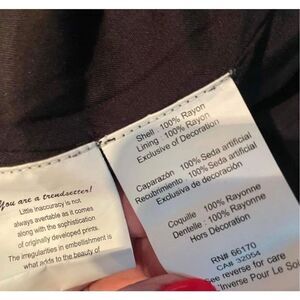 You are a trendsetter!
Little inaccuracy is not
always avertable as it comes
along with the sophistication
of originally developed prints.
The irregularities in embellishment is
what adds to the beauty of
Shell : 100% Rayon
Lining : 100% Rayon
Exclusive of Decoration
Caparazón : 100% Seda artificial
Recubrimiento : 100% Seda artificial
Exclusiva de decoración
Coquille : 100% Rayonne
Dentelle : 100% Rayonne
Hors Décoration
RN# 66170
CA# 32054
See reverse for care
'Inverse Pour Le Soi